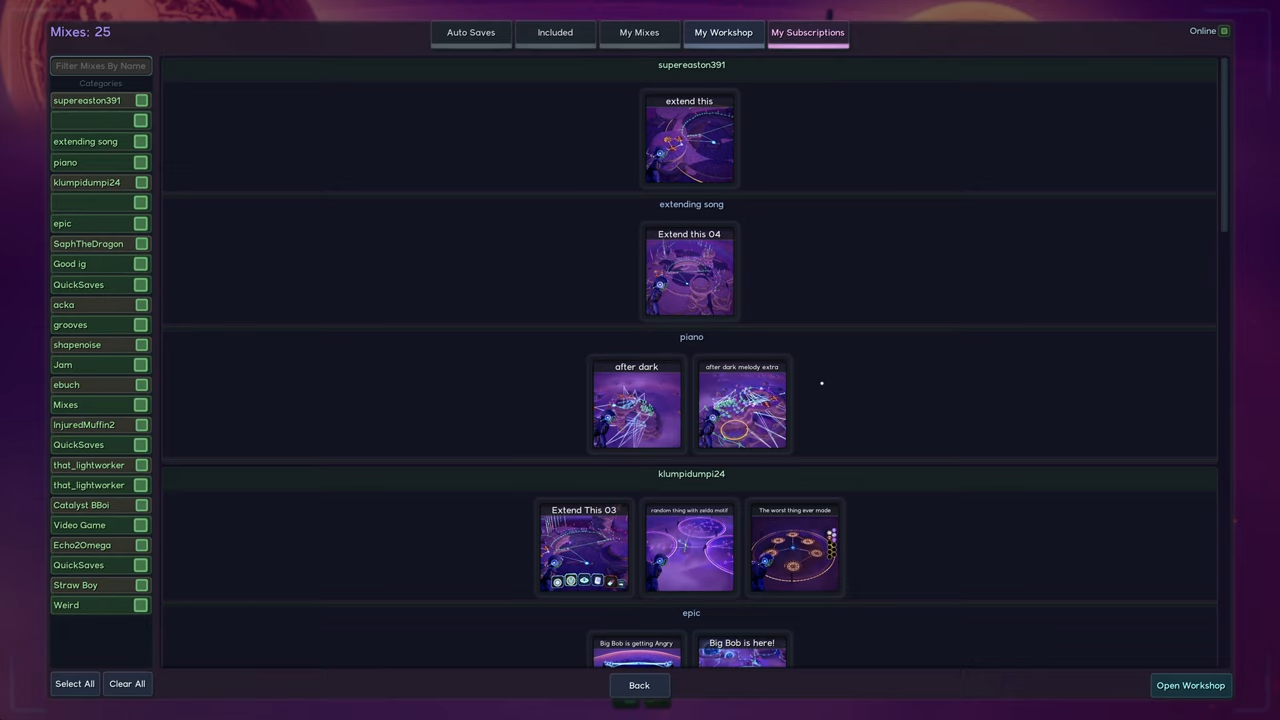 Mixes: 25
Auto Saves
Included
My Mixes
My Workshop
My Subscriptions
Online
Filter Mixes By Name
Categories
supereaston391
extending song
piano
klumpidumpi24
epic
SaphTheDragon
Good ig
QuickSaves
acka
grooves
shapenoise
Jam
ebuch
Mixes
InjuredMuffin2
QuickSaves
that_lightworker
that_lightworker
Catalyst BBoi
Video Game
Echo2Omega
QuickSaves
Straw Boy
Weird
Select All
Clear All
supereaston391
extend this
extending song
Extend this 04
piano
after dark
after dark melody extra
klumpidumpi24
Extend This 03
random thing with zelda motif
The worst thing ever made
epic
Big Bob is getting Angry
Big Bob is here!
Back
Open Workshop